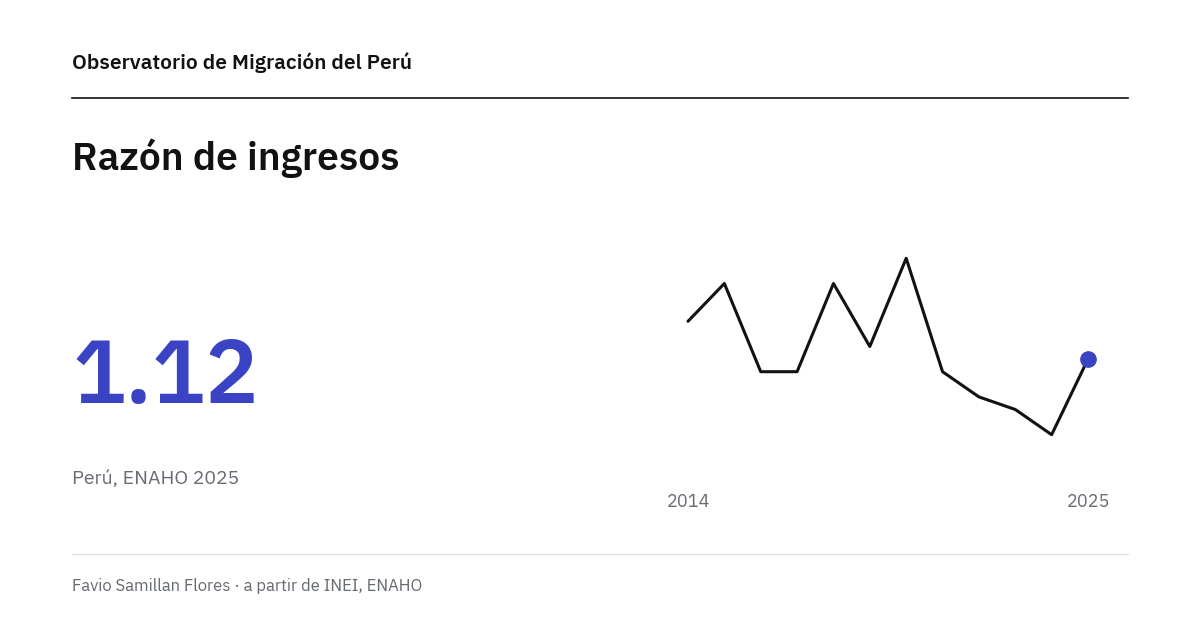 Observatorio de Migración del Perú
Razón de ingresos
1.12
Perú, ENAHO 2025
2014
2025
Favio Samillan Flores · a partir de INEI, ENAHO